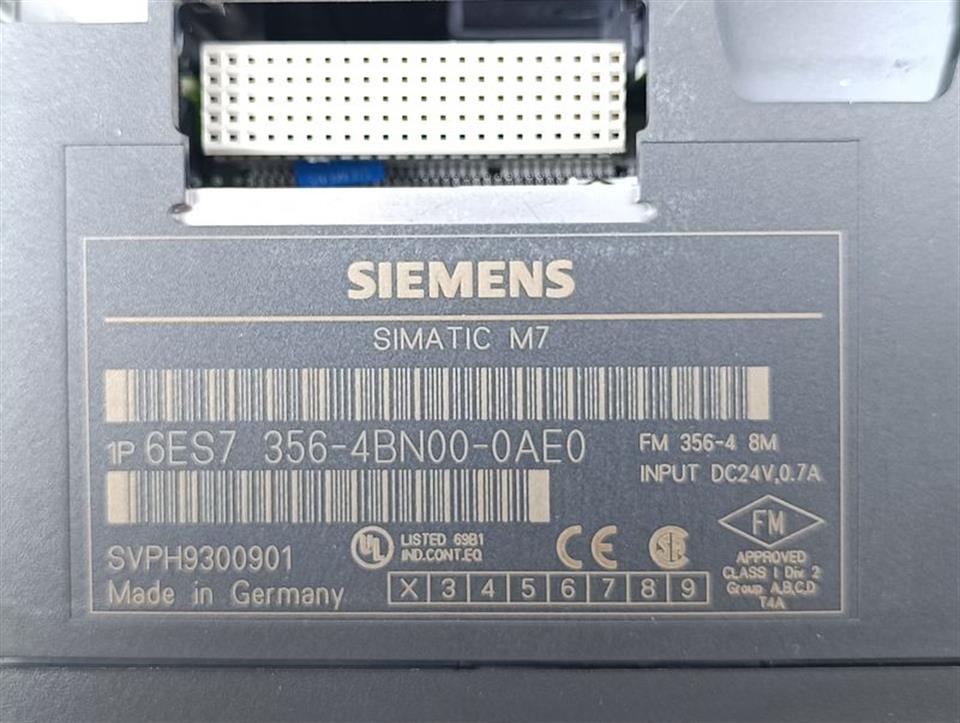 SIEMENS
SIMATIC M7
1P 6ES7 356-4BN00-0AE0
FM 356-4 8M
INPUT DC24V,0.7A
SVPH9300901
Made in Germany
UL
LISTED 69B1
IND.CONT.EQ
CE
X 3 4 5 6 7 8 9
FM
APPROVED
CLASS I Div 2
Group A,B,C,D
T4A